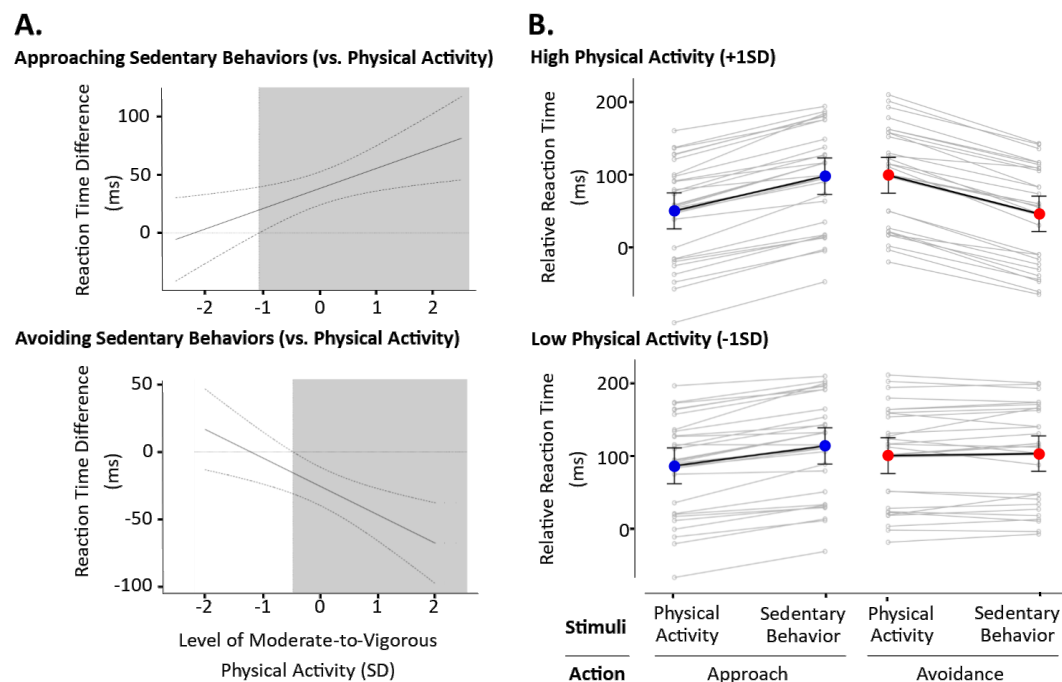 A.
Approaching Sedentary Behaviors (vs. Physical Activity)
Reaction Time Difference
(ms)
100
50
0
-2 -1 0 1 2
Avoiding Sedentary Behaviors (vs. Physical Activity)
Reaction Time Difference
(ms)
50
0
-50
-100
-2 -1 0 1 2
Level of Moderate-to-Vigorous
Physical Activity (SD)
B.
High Physical Activity (+1SD)
Relative Reaction Time
(ms)
200
100
0
Low Physical Activity (-1SD)
Relative Reaction Time
(ms)
200
100
0
Stimuli
Physical
Activity
Sedentary
Behavior
Physical
Activity
Sedentary
Behavior
Action
Approach
Avoidance